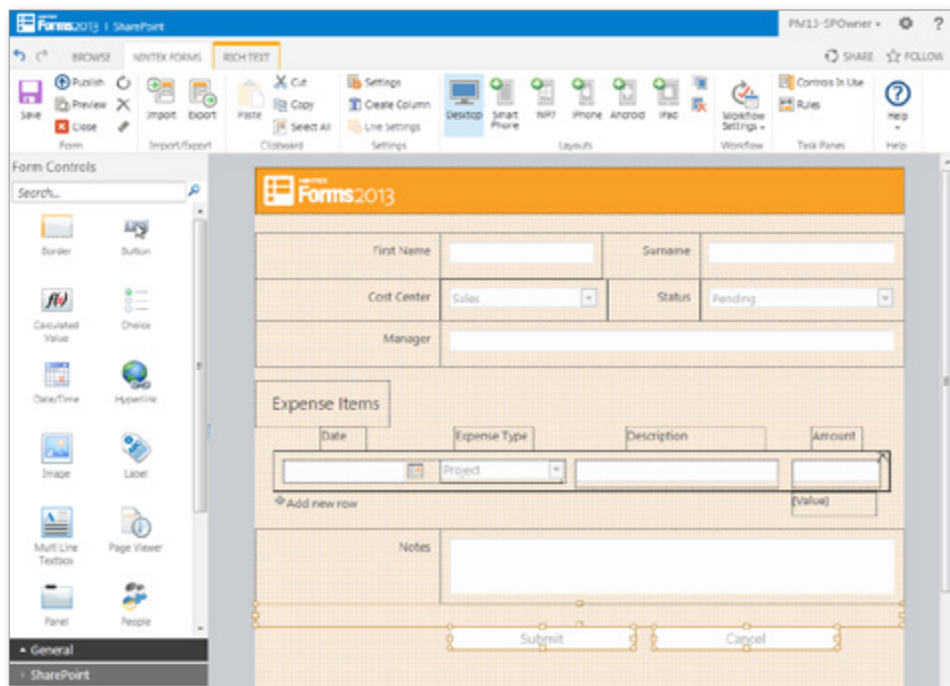 NINTEX Forms2013 | SharePoint PM13-SPOwner ?
BROWSE NINTEX FORMS RICH TEXT SHARE FOLLOW
Save Publish Preview Close Import Export Paste Cut Copy Select All Settings Create Column Live Settings Desktop Smart Phone WP7 iPhone Android iPad Workflow Settings Controls In Use Rules Help
Form Import/Export Clipboard Settings Layouts Workflow Task Panes Help
Form Controls
Search...
NINTEX
Forms2013
Border Button
First Name Surname
Calculated Value Choice
Cost Center Sales Status Pending
Manager
Date/Time Hyperlink
Expense Items
Image Label
Date Expense Type Description Amount
Project
Add new row (Value)
Multi Line Textbox Page Viewer
Notes
Panel People
Submit Cancel
General
SharePoint